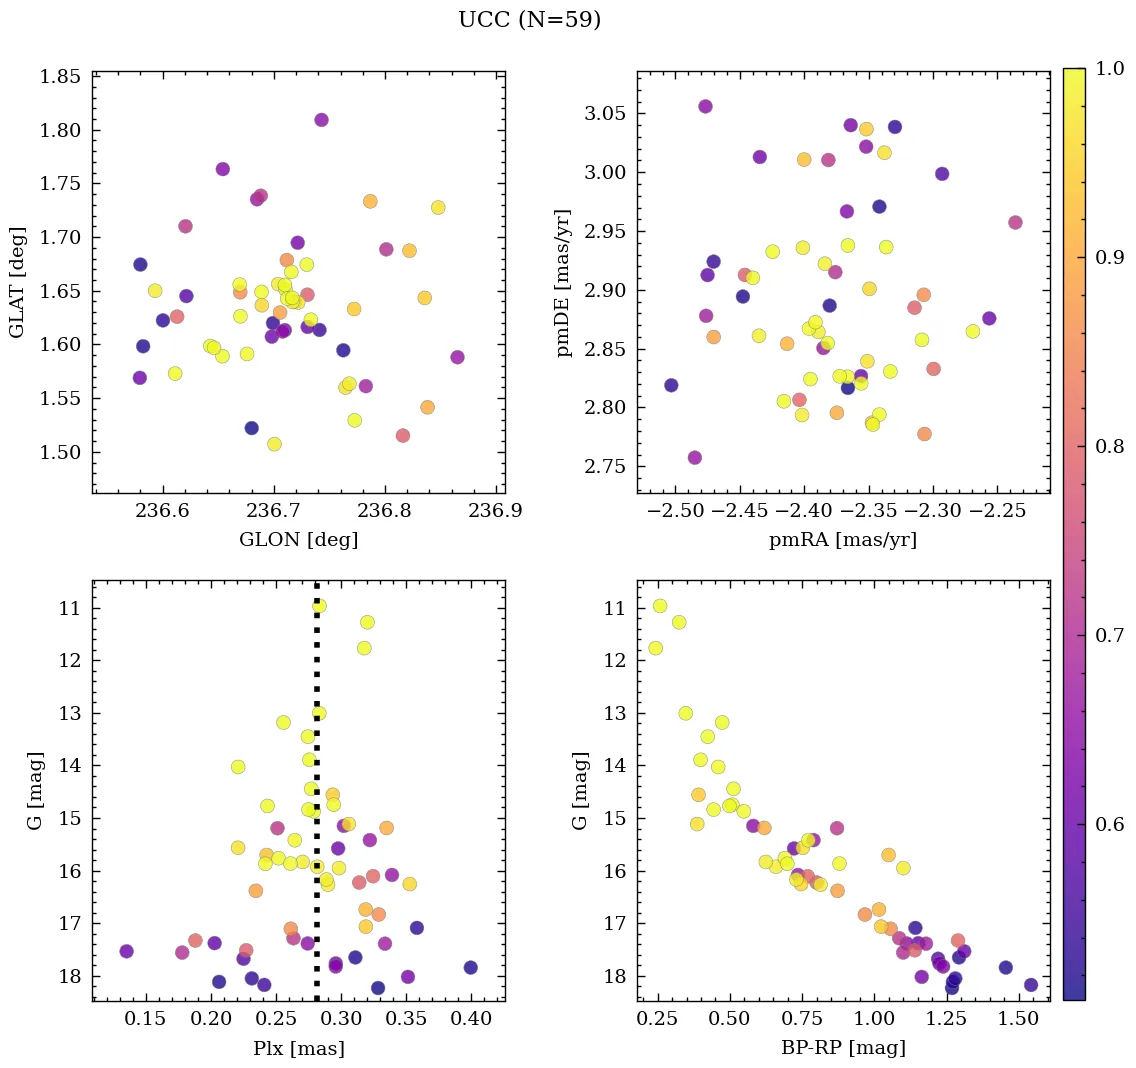 UCC (N=59)
1.85
1.80
1.75
1.70
1.65
1.60
1.55
1.50
GLAT [deg]
236.6 236.7 236.8 236.9
GLON [deg]
3.05
3.00
2.95
2.90
2.85
2.80
2.75
pmDE [mas/yr]
−2.50 −2.45 −2.40 −2.35 −2.30 −2.25
pmRA [mas/yr]
1.0
0.9
0.8
0.7
0.6
11
12
13
14
15
16
17
18
G [mag]
0.15 0.20 0.25 0.30 0.35 0.40
Plx [mas]
11
12
13
14
15
16
17
18
G [mag]
0.25 0.50 0.75 1.00 1.25 1.50
BP-RP [mag]